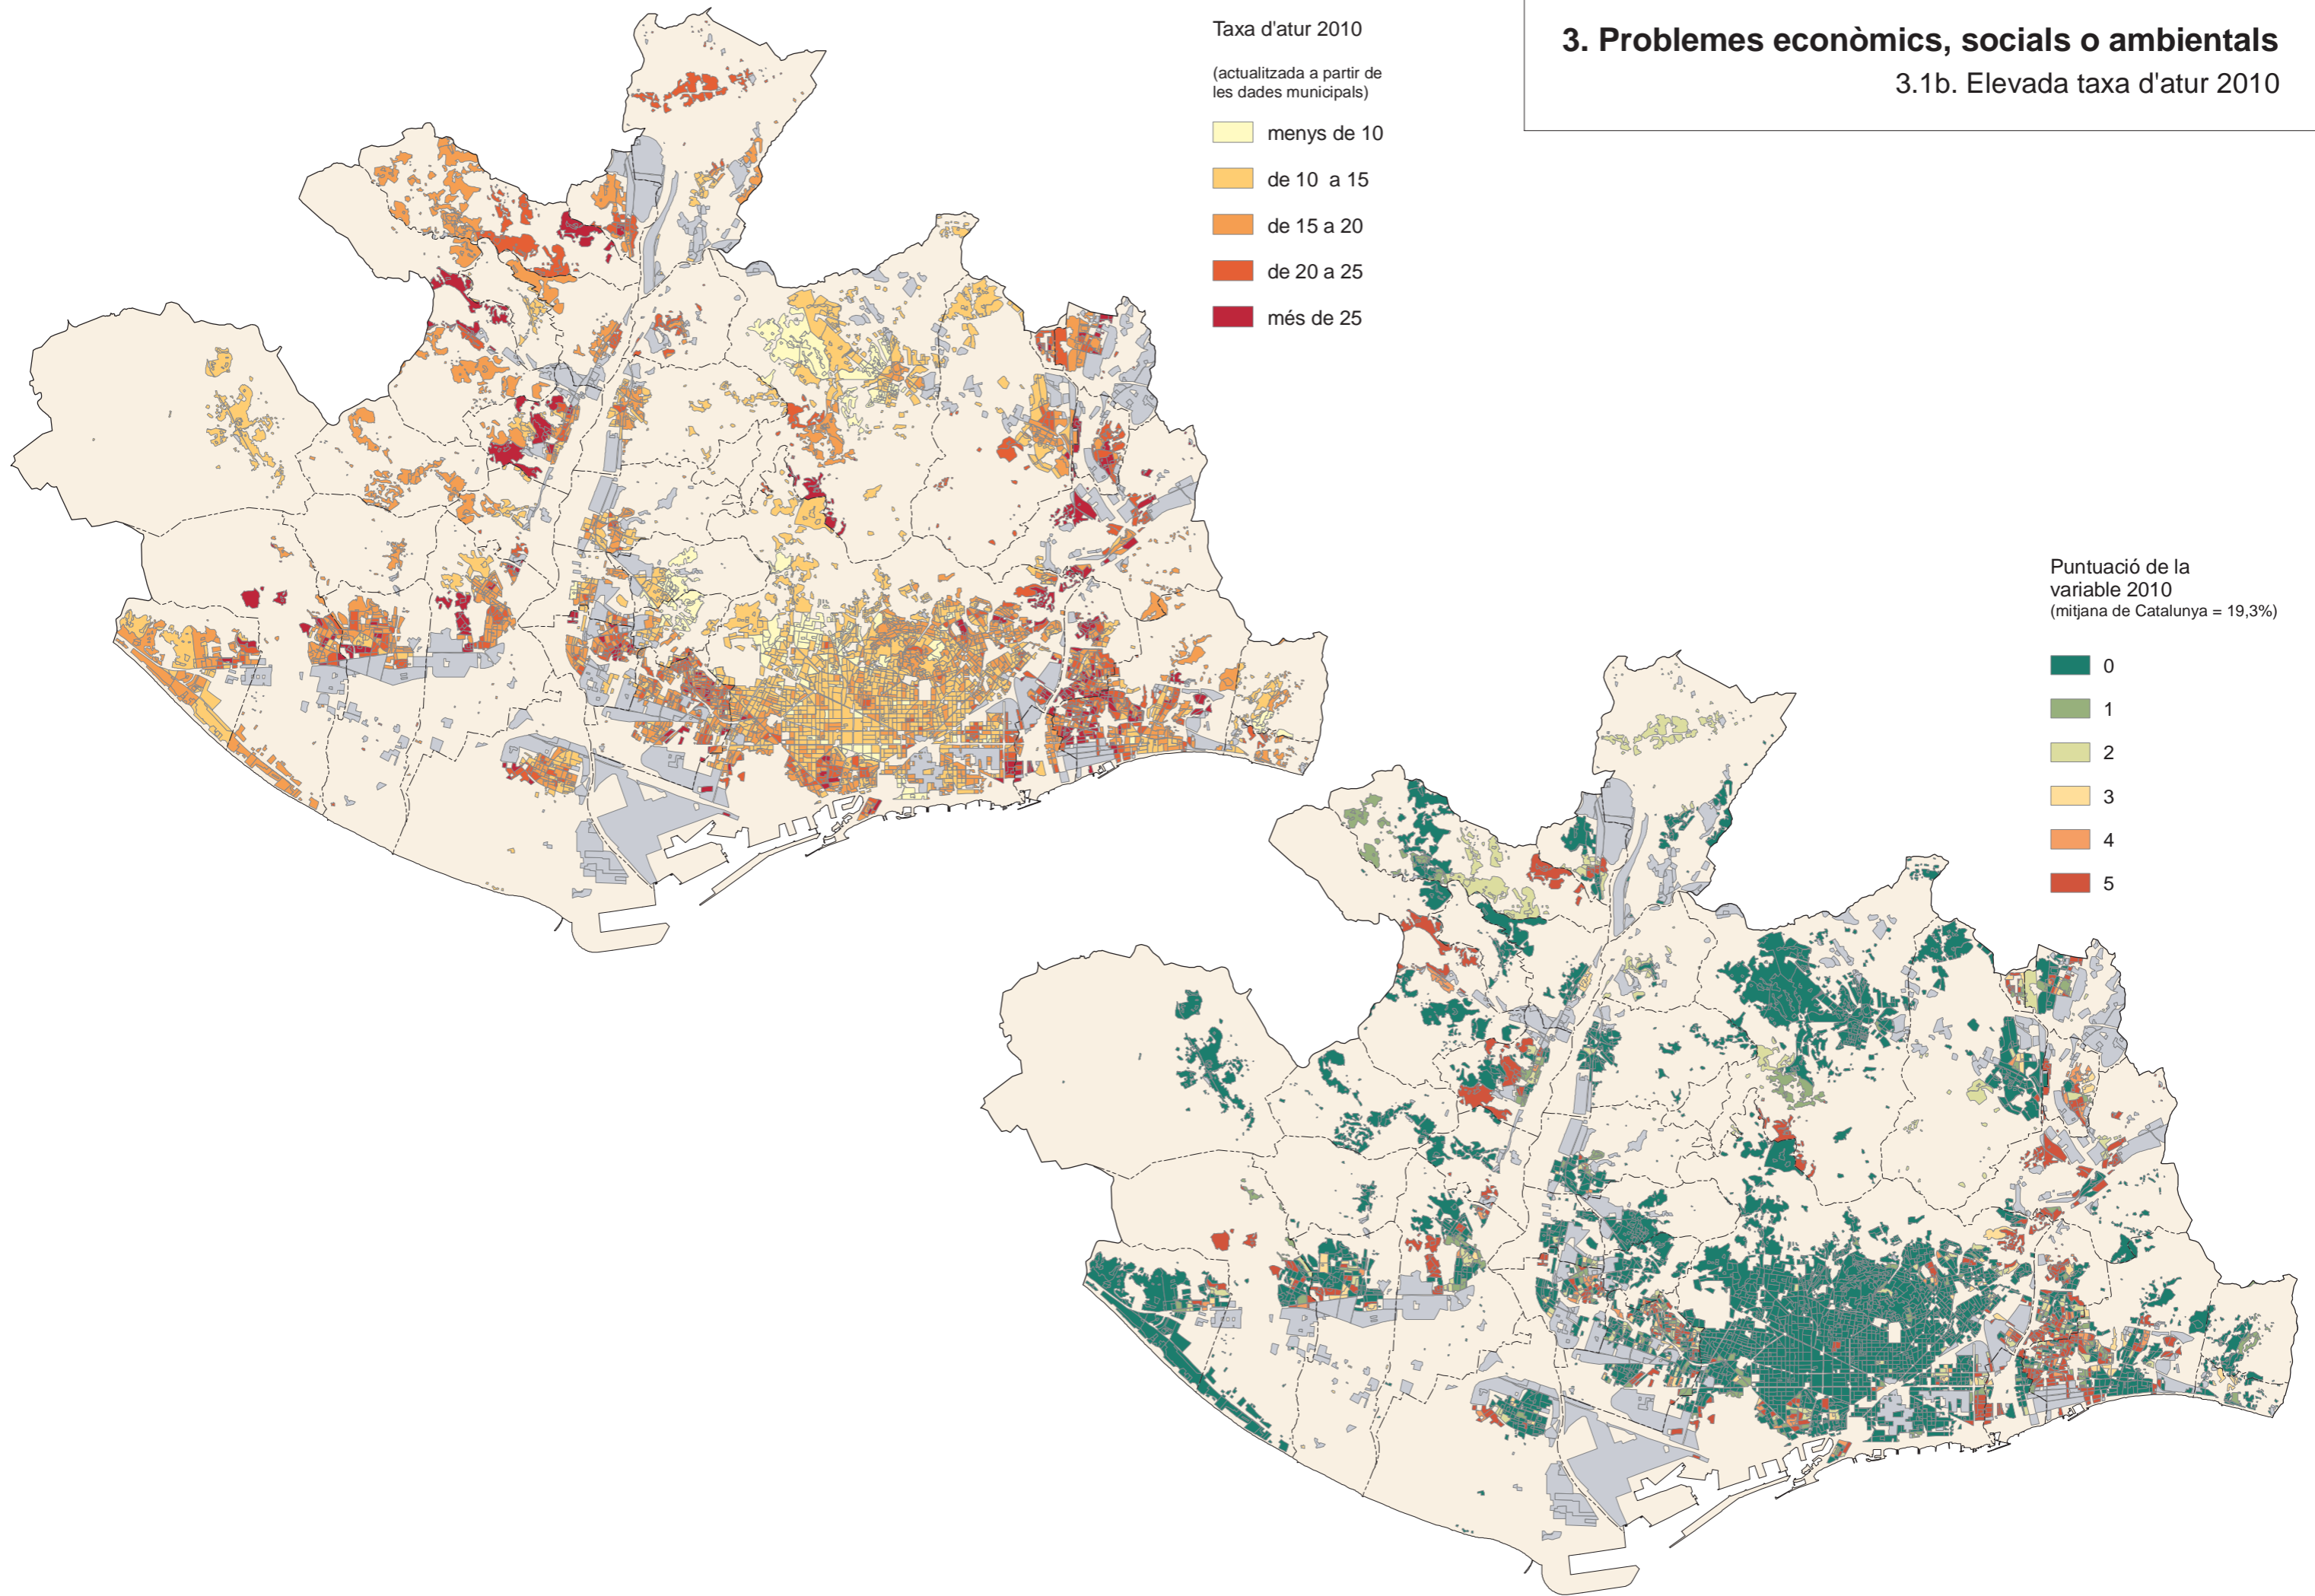 3. Problemes econòmics, socials o ambientals
3.1b. Elevada taxa d'atur 2010
Taxa d'atur 2010
(actualitzada a partir de
les dades municipals)
menys de 10
de 10 a 15
de 15 a 20
de 20 a 25
més de 25
Puntuació de la
variable 2010
(mitjana de Catalunya = 19,3%)
0
1
2
3
4
5